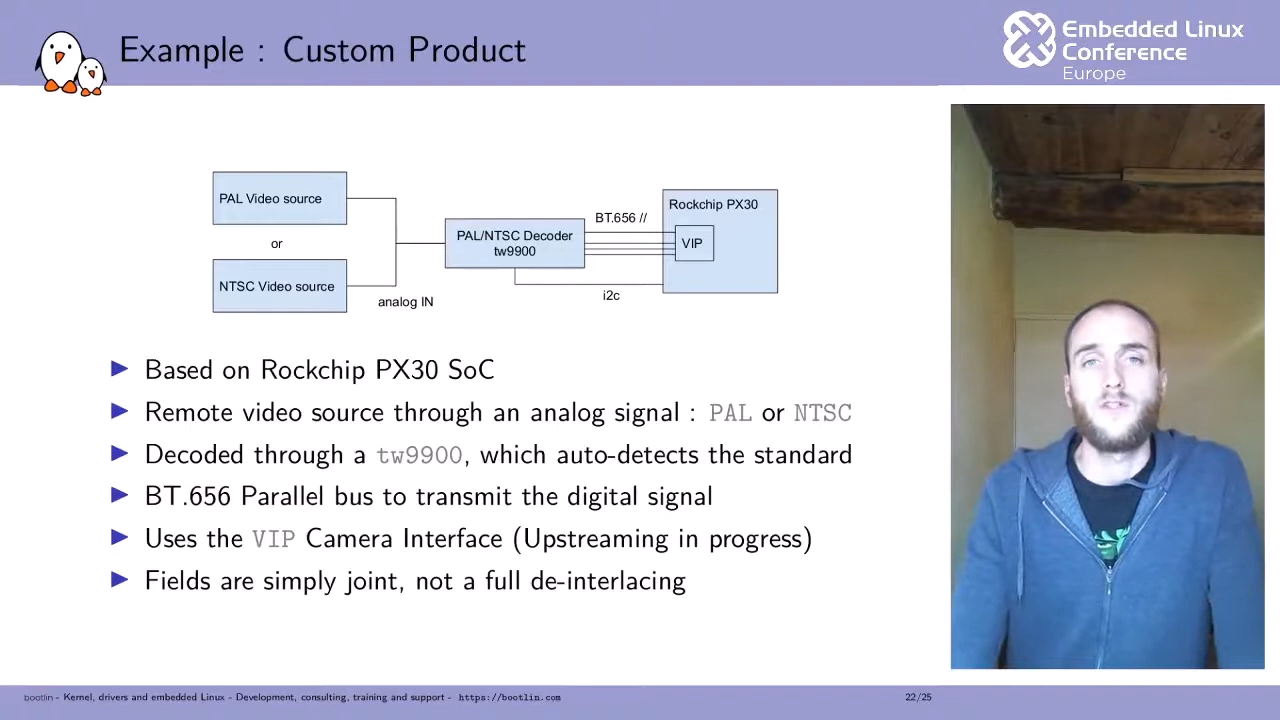 Example : Custom Product
Embedded Linux
Conference
Europe
PAL Video source
or
NTSC Video source
analog IN
PAL/NTSC Decoder
tw9900
BT.656 //
i2c
Rockchip PX30
VIP
Based on Rockchip PX30 SoC
Remote video source through an analog signal : PAL or NTSC
Decoded through a tw9900, which auto-detects the standard
BT.656 Parallel bus to transmit the digital signal
Uses the VIP Camera Interface (Upstreaming in progress)
Fields are simply joint, not a full de-interlacing
bootlin - Kernel, drivers and embedded Linux - Development, consulting, training and support - https://bootlin.com
22/25